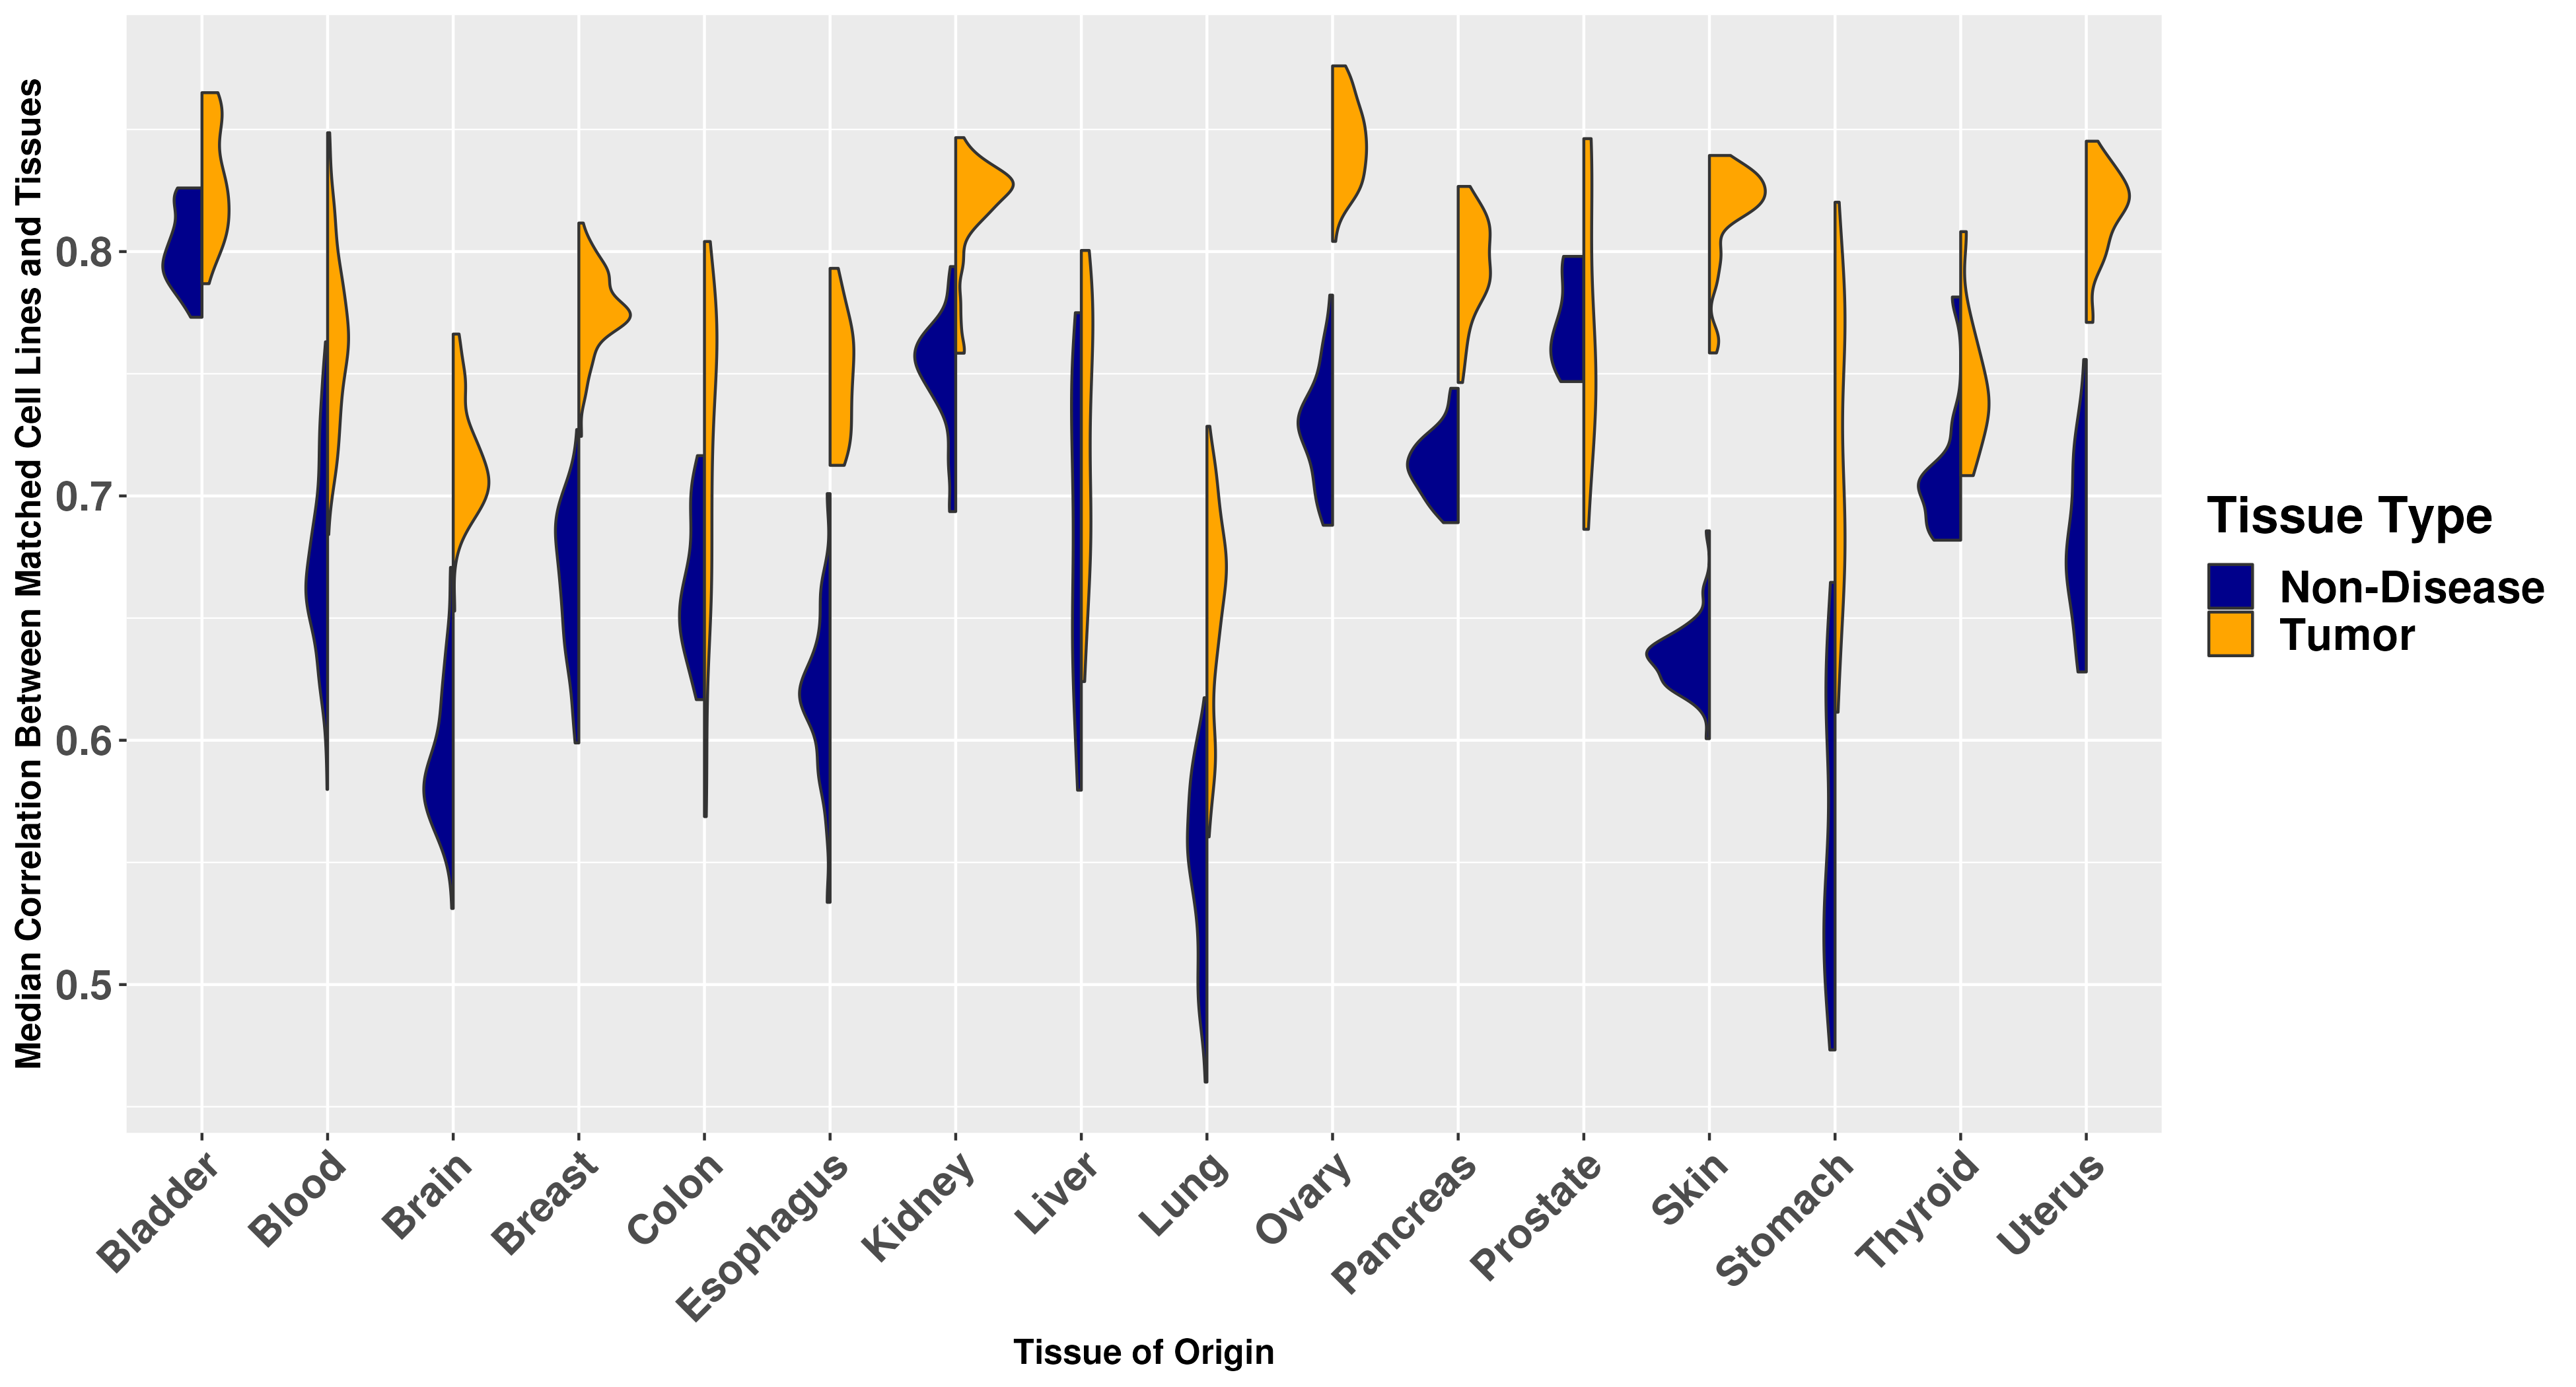 Median Correlation Between Matched Cell Lines and Tissues
0.8
0.7
0.6
0.5
Bladder
Blood
Brain
Breast
Colon
Esophagus
Kidney
Liver
Lung
Ovary
Pancreas
Prostate
Skin
Stomach
Thyroid
Uterus
Tissue of Origin
Tissue Type
Non-Disease
Tumor